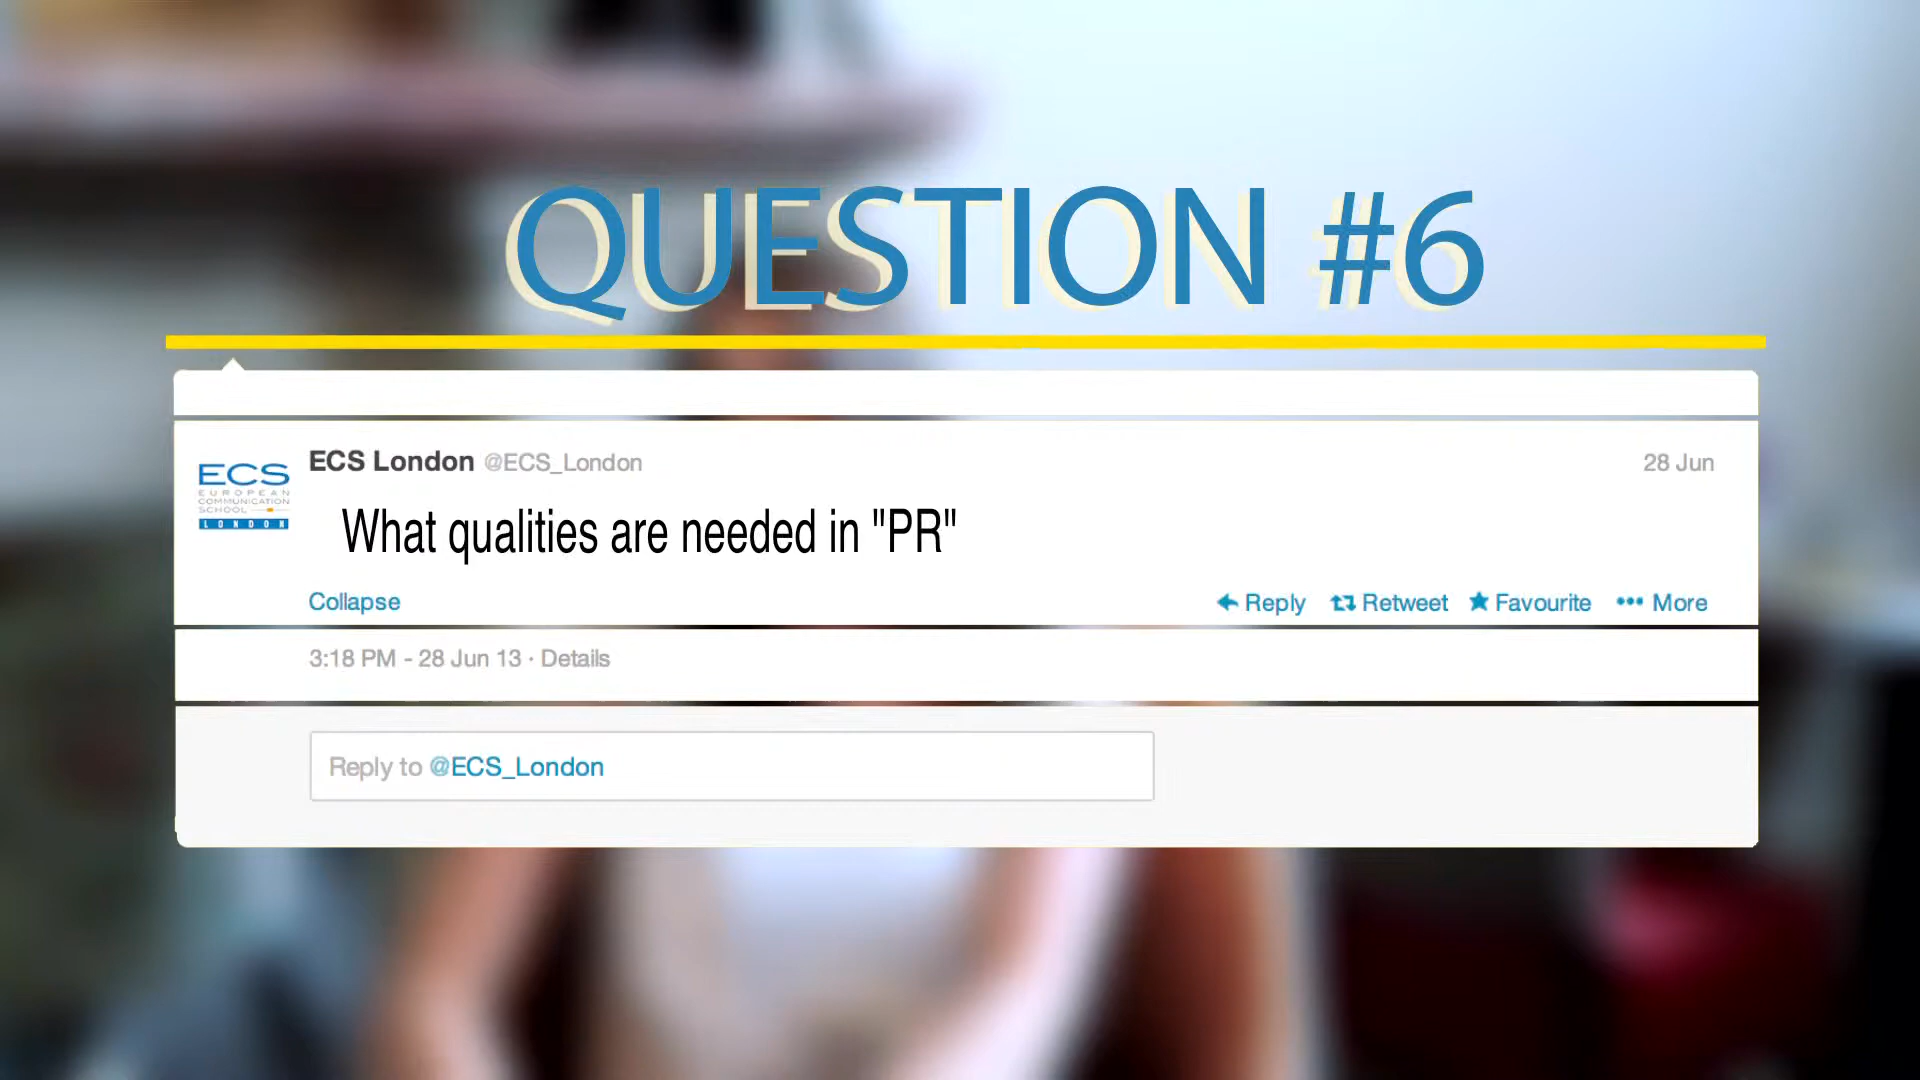 QUESTION #6
ECS London @ECS_London 28 Jun
ECS
EUROPEAN
COMMUNICATION
SCHOOL
LONDON
What qualities are needed in "PR"
Collapse Reply Retweet Favourite More
3:18 PM - 28 Jun 13 · Details
Reply to @ECS_London